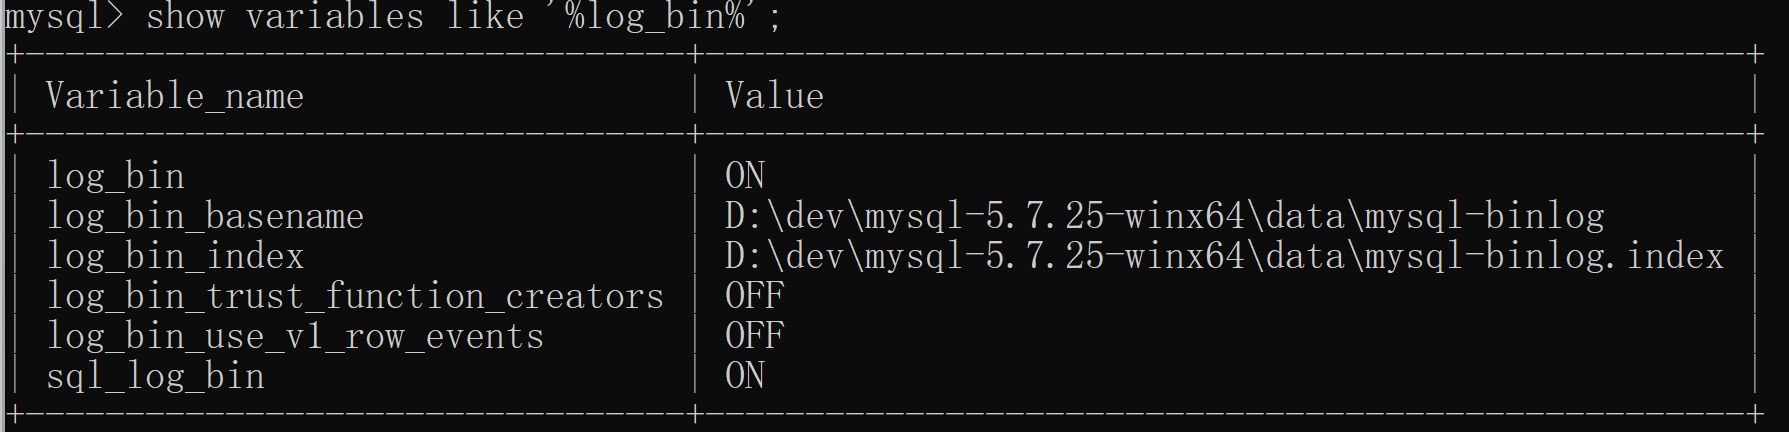 mysql> show variables like '%log_bin%';
+---------------------------------+-----------------------------------------------------+
| Variable_name                   | Value                                               |
+---------------------------------+-----------------------------------------------------+
| log_bin                         | ON                                                  |
| log_bin_basename                | D:\dev\mysql-5.7.25-winx64\data\mysql-binlog        |
| log_bin_index                   | D:\dev\mysql-5.7.25-winx64\data\mysql-binlog.index  |
| log_bin_trust_function_creators | OFF                                                 |
| log_bin_use_v1_row_events       | OFF                                                 |
| sql_log_bin                     | ON                                                  |
+---------------------------------+-----------------------------------------------------+